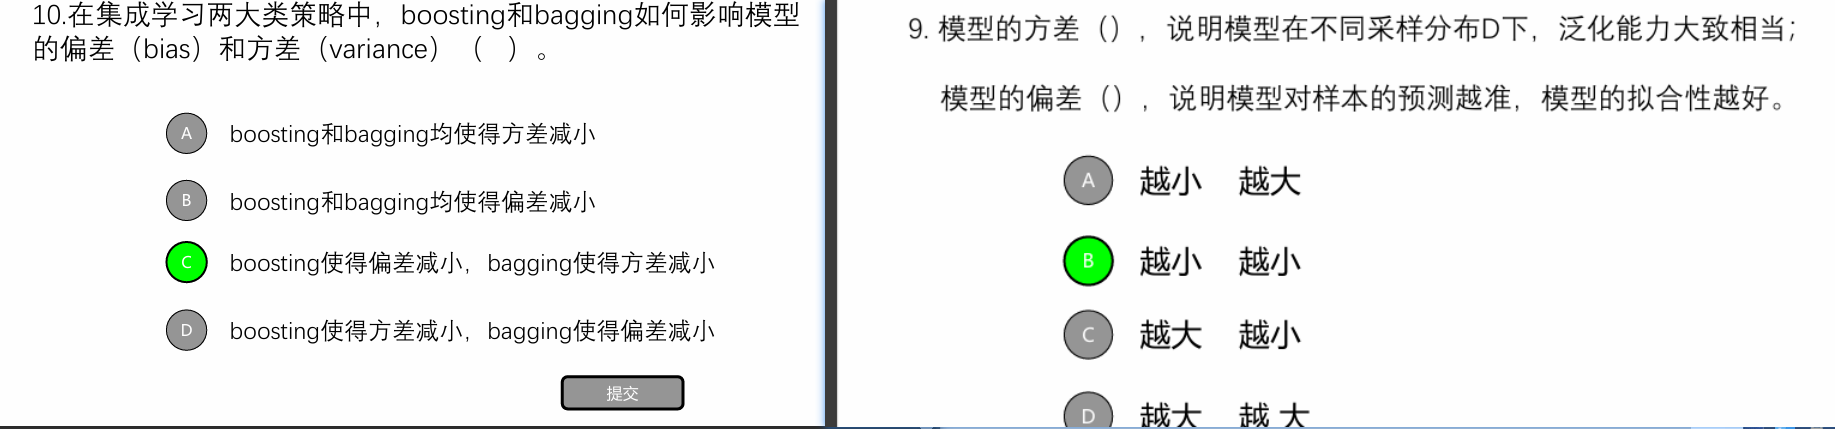 10.在集成学习两大类策略中，boosting和bagging如何影响模型
的偏差（bias）和方差（variance）（ ）。
A boosting和bagging均使得方差减小
B boosting和bagging均使得偏差减小
C boosting使得偏差减小，bagging使得方差减小
D boosting使得方差减小，bagging使得偏差减小
提交
9. 模型的方差（），说明模型在不同采样分布D下，泛化能力大致相当；
模型的偏差（），说明模型对样本的预测越准，模型的拟合性越好。
A 越小 越大
B 越小 越小
C 越大 越小
D 越大 越 大